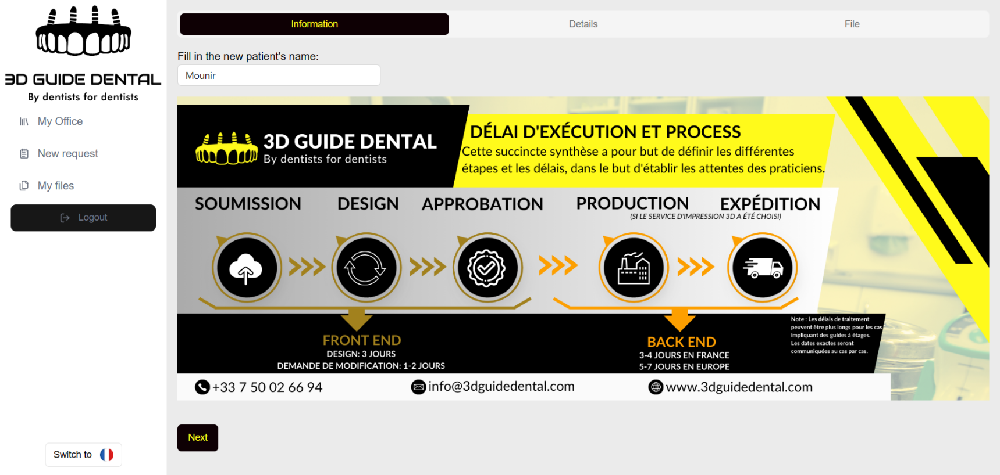 3D GUIDE DENTAL
By dentists for dentists
My Office
New request
My files
Logout
Switch to
Information
Details
File
Fill in the new patient's name:
Mounir
3D GUIDE DENTAL
By dentists for dentists
DÉLAI D'EXÉCUTION ET PROCESS
Cette succincte synthèse a pour but de définir les différentes
étapes et les délais, dans le but d'établir les attentes des praticiens.
SOUMISSION
DESIGN
APPROBATION
PRODUCTION
EXPÉDITION
(SI LE SERVICE D'IMPRESSION 3D A ÉTÉ CHOISI)
FRONT END
DESIGN: 3 JOURS
DEMANDE DE MODIFICATION: 1-2 JOURS
BACK END
3-4 JOURS EN FRANCE
5-7 JOURS EN EUROPE
Note : Les délais de traitement
peuvent être plus longs pour les cas
impliquant des guides à étages.
Les dates exactes seront
communiquées au cas par cas.
+33 7 50 02 66 94
info@3dguidedental.com
www.3dguidedental.com
Next